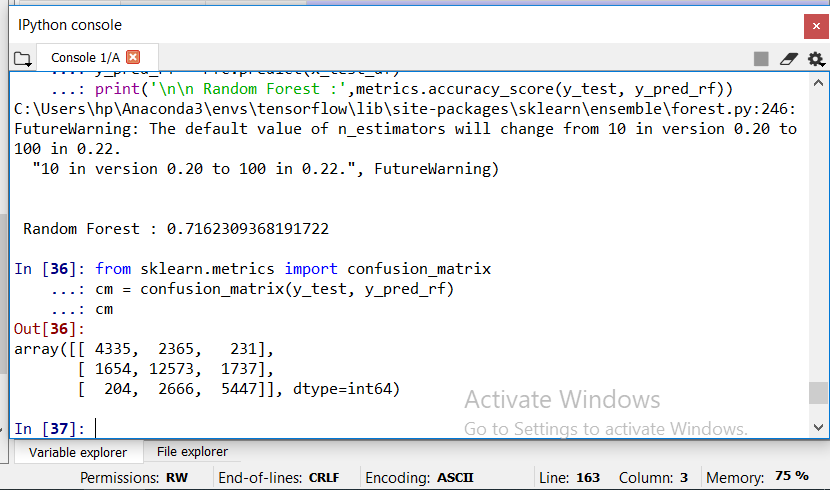 IPython console
Console 1/A
...: print('\n\n Random Forest :',metrics.accuracy_score(y_test, y_pred_rf))
C:\Users\hp\Anaconda3\envs\tensorflow\lib\site-packages\sklearn\ensemble\forest.py:246:
FutureWarning: The default value of n_estimators will change from 10 in version 0.20 to
100 in 0.22.
"10 in version 0.20 to 100 in 0.22.", FutureWarning)
Random Forest : 0.7162309368191722
In [36]: from sklearn.metrics import confusion_matrix
...: cm = confusion_matrix(y_test, y_pred_rf)
...: cm
Out[36]:
array([[ 4335, 2365, 231],
[ 1654, 12573, 1737],
[ 204, 2666, 5447]], dtype=int64)
Activate Windows
Go to Settings to activate Windows.
In [37]:
Variable explorer File explorer
Permissions: RW End-of-lines: CRLF Encoding: ASCII Line: 163 Column: 3 Memory: 75 %